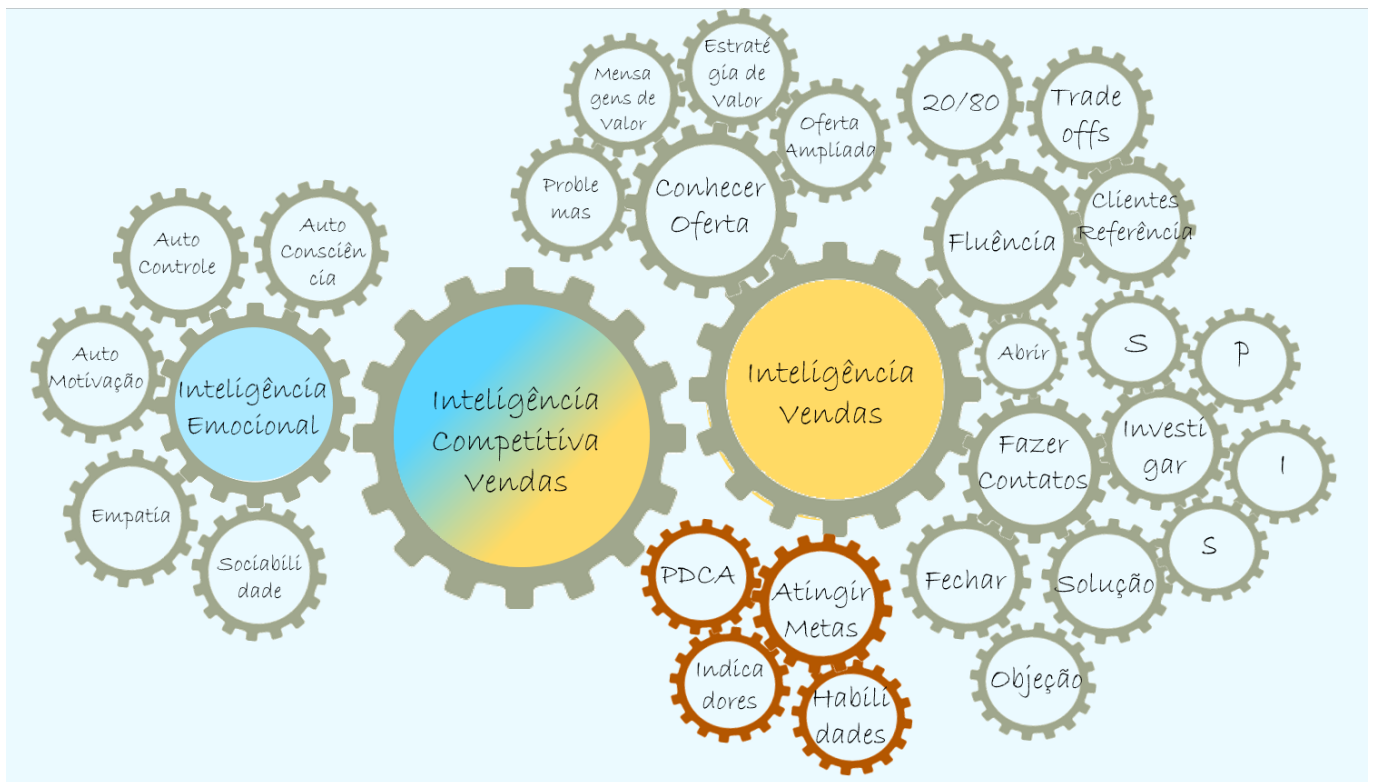 Auto
Controle
Auto
Consciên
cia
Auto
Motivação
Inteligência
Emocional
Empatia
Sociabili
dade
Inteligência
Competitiva
Vendas
Mensa
gens de
Valor
Estraté
gia de
Valor
Oferta
Ampliada
Proble
mas
Conhecer
Oferta
Inteligência
Vendas
20/80
Trade
offs
Fluência
Clientes
Referência
Abrir
S
P
Fazer
Contatos
Investi
gar
I
S
Fechar
Solução
Objeção
PDCA
Atingir
Metas
Indica
dores
Habili
dades